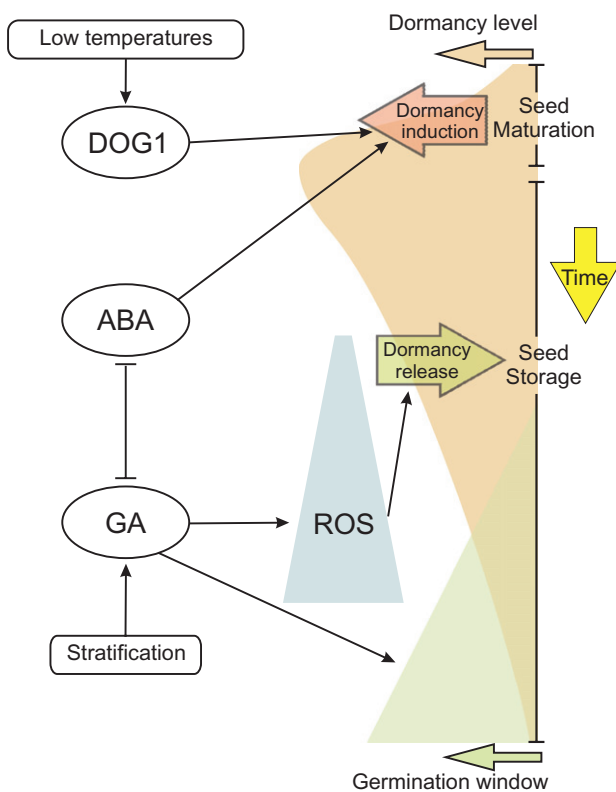 Low temperatures
Dormancy level
DOG1
Dormancy
induction
Seed
Maturation
Time
ABA
Dormancy
release
Seed
Storage
GA
ROS
Stratification
Germination window